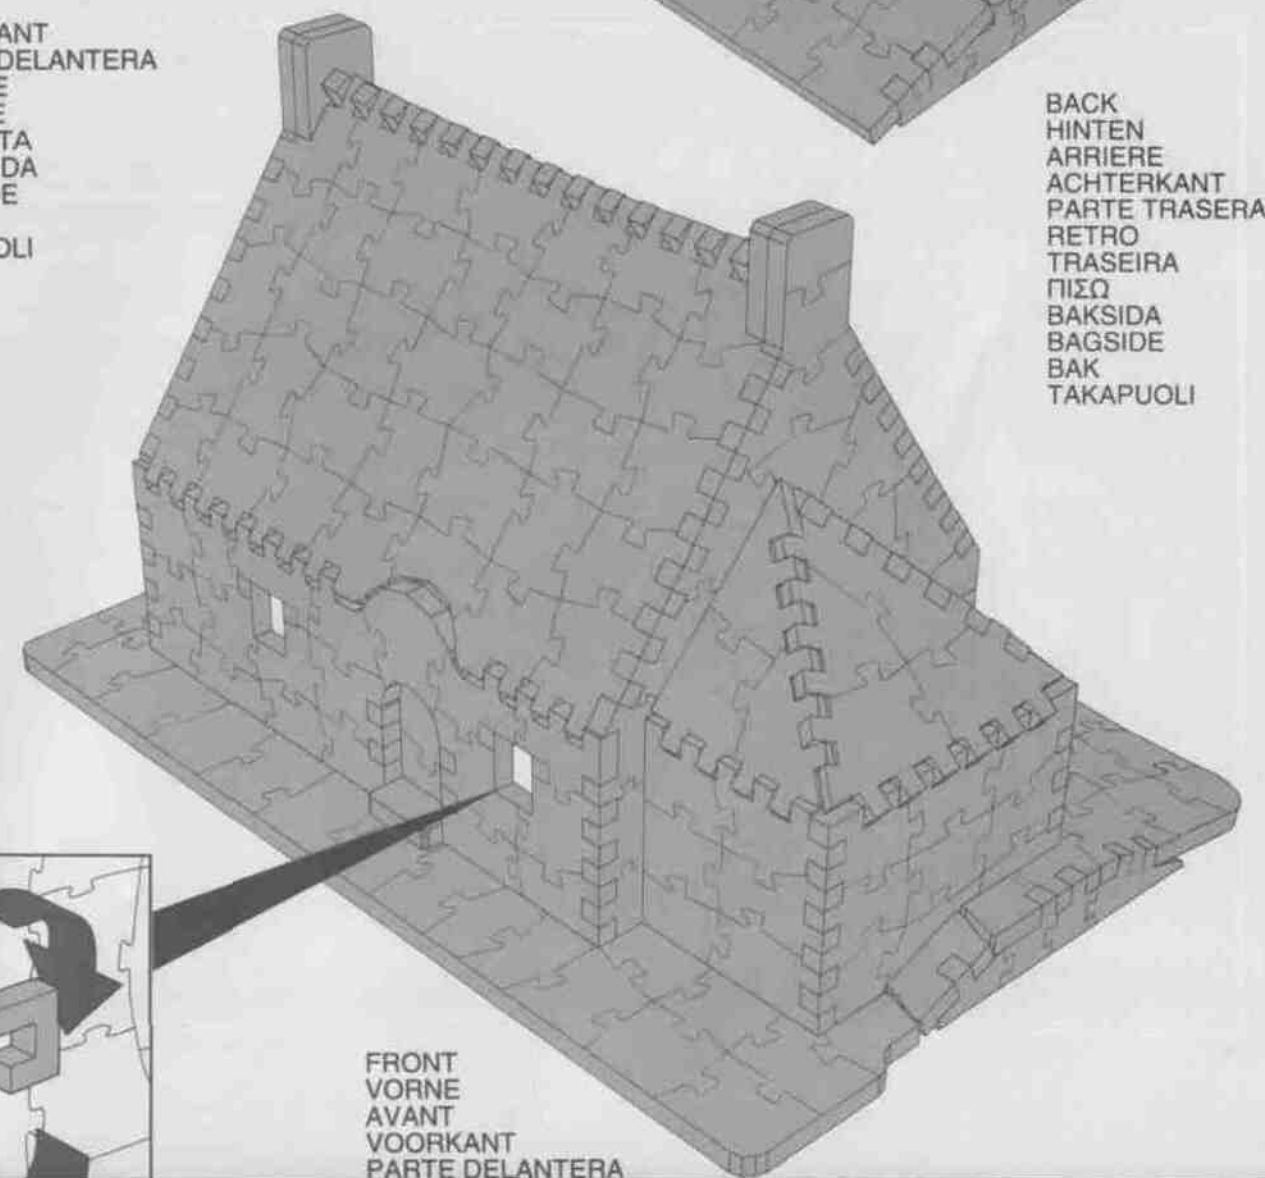 DELANTERA
BACK
HINTEN
ARRIERE
ACHTERKANT
PARTE TRASERA
RETRO
TRASEIRA
ΠΙΣΩ
BAKSIDA
BAGSIDE
BAK
TAKAPUOLI
FRONT
VORNE
AVANT
VOORKANT
PARTE DELANTERA